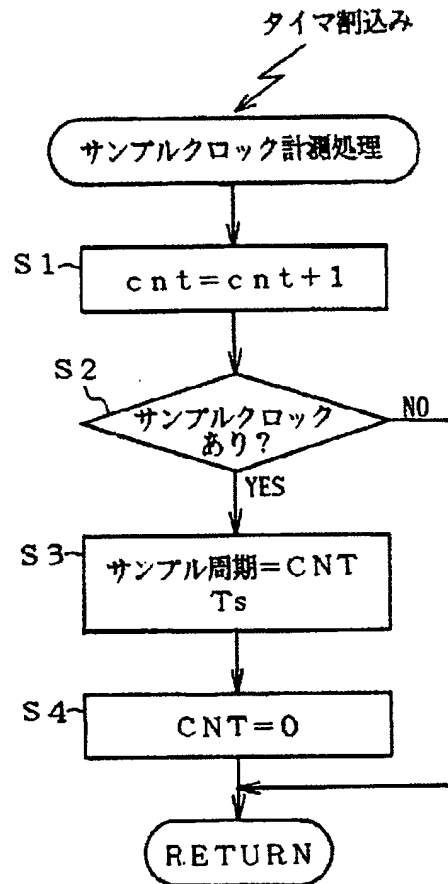 タイマ割込み
サンプルクロック計測処理
S1
cnt=cnt+1
S2
サンプルクロック
あり?
NO
YES
S3
サンプル周期=CNT
Ts
S4
CNT=0
RETURN